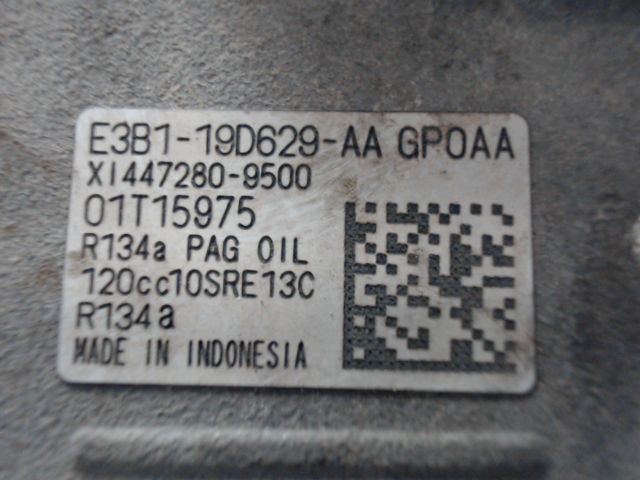 E3B1-19D629-AA GPOAA
XI447280-9500
01T15975
R134a PAG OIL
120cc10SRE13C
R134a
MADE IN INDONESIA